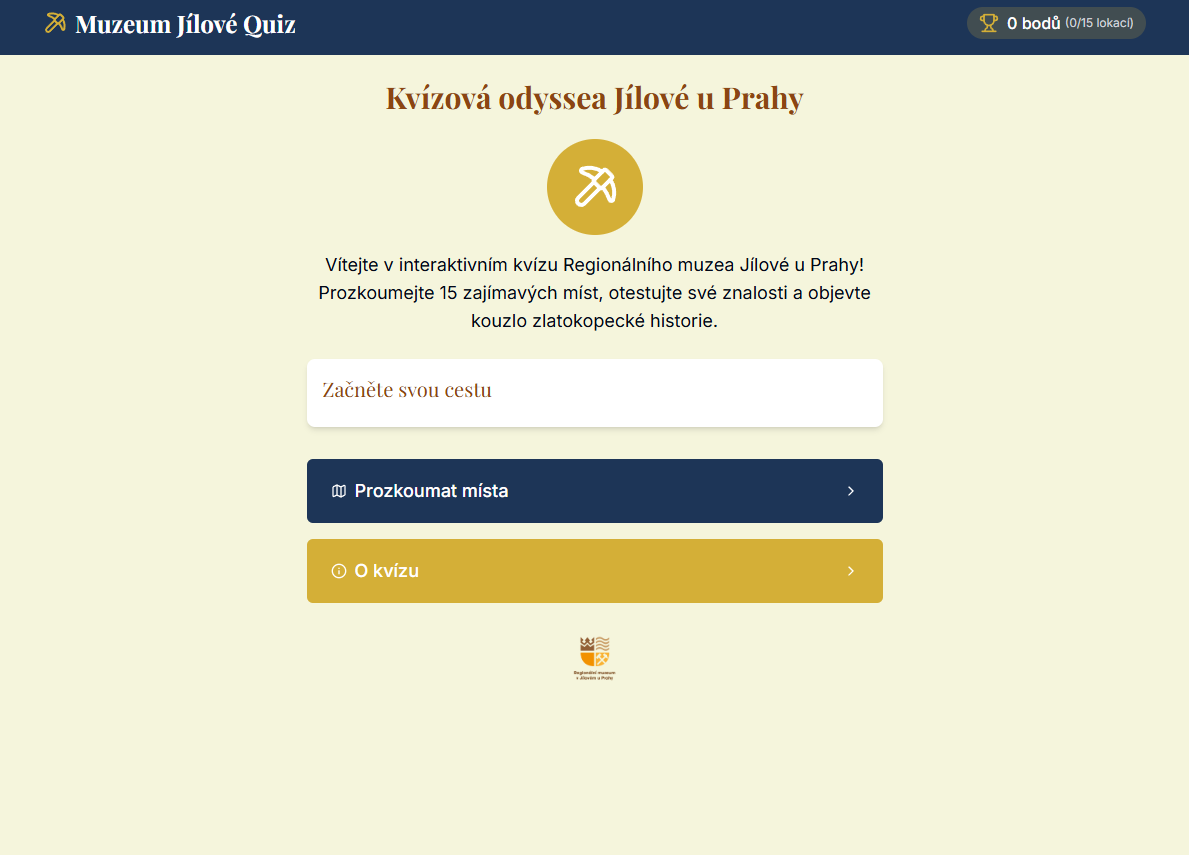 Muzeum Jílové Quiz
0 bodů (0/15 lokací)
Kvízová odyssea Jílové u Prahy
Vítejte v interaktivním kvízu Regionálního muzea Jílové u Prahy!
Prozkoumejte 15 zajímavých míst, otestujte své znalosti a objevte
kouzlo zlatokopecké historie.
Začněte svou cestu
Prozkoumat místa
O kvízu
Regionální muzeum
v Jílovém u Prahy